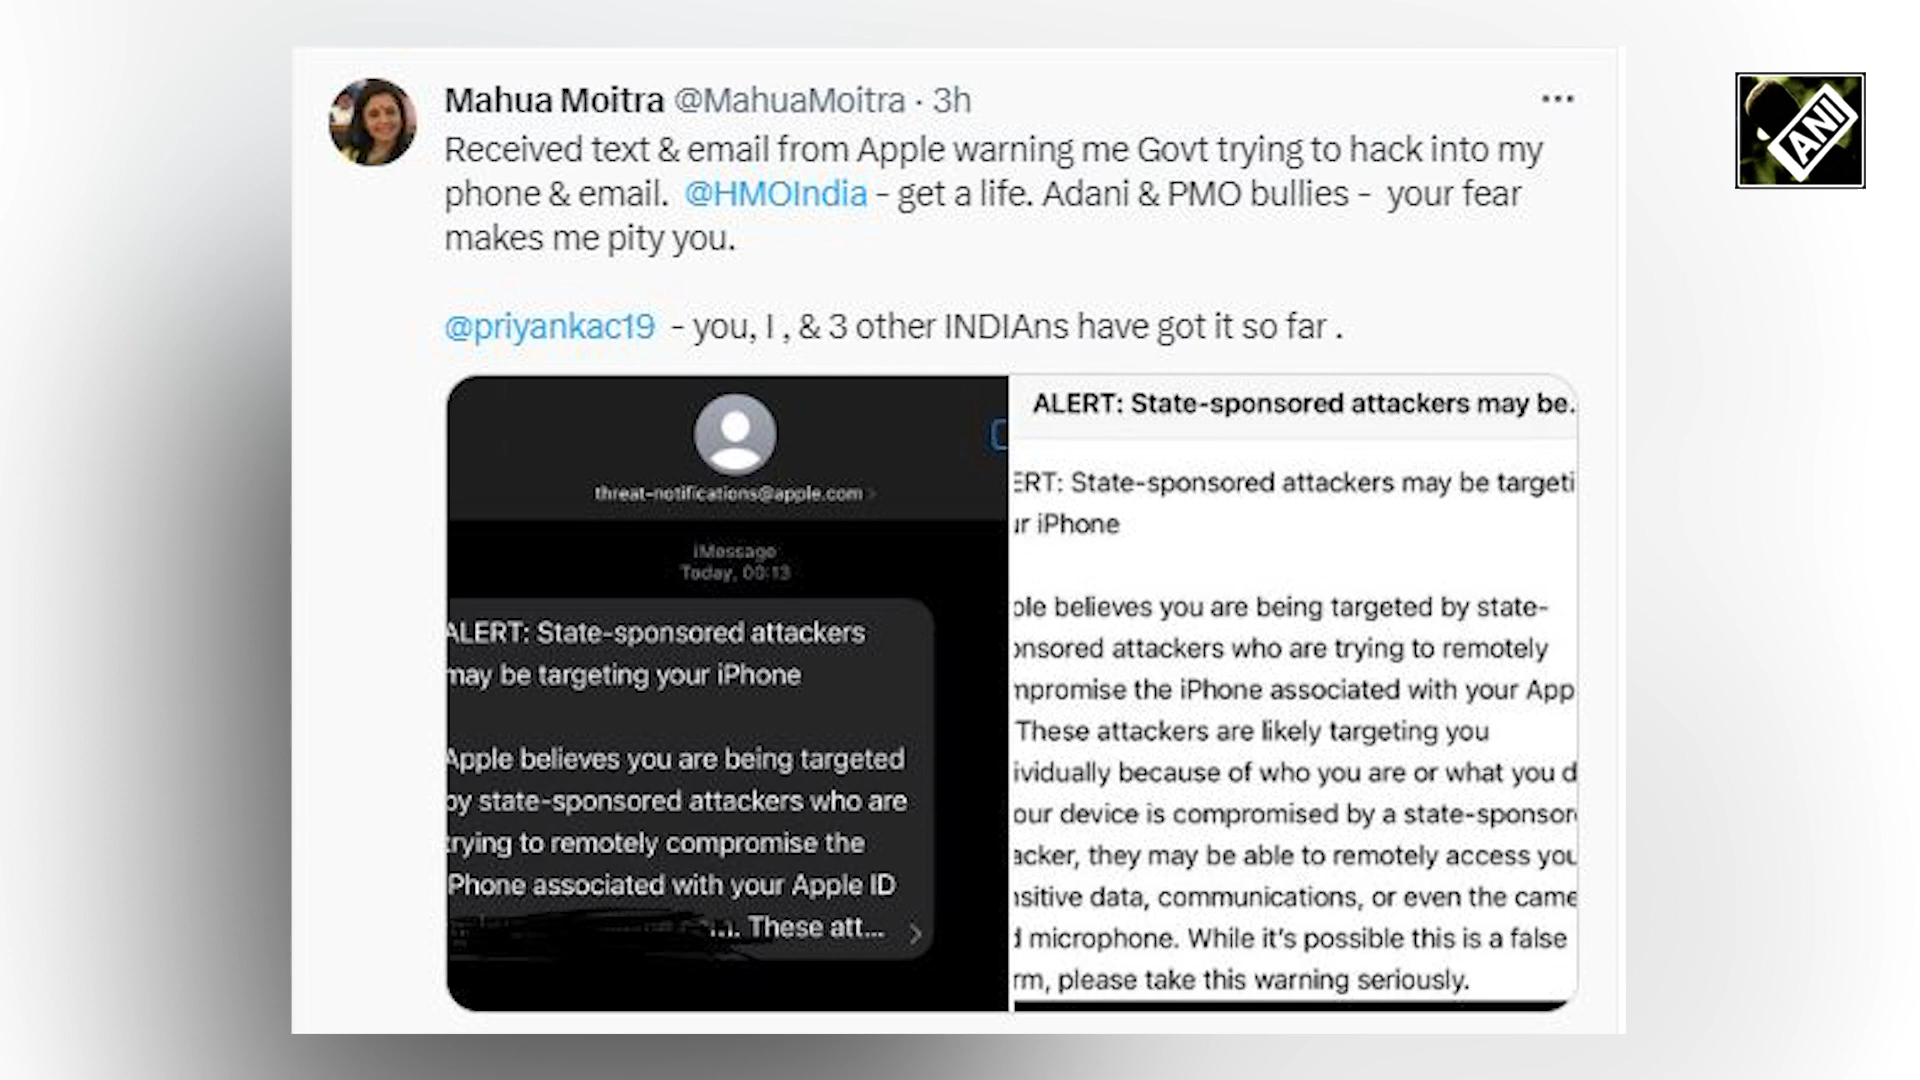 Mahua Moitra @MahuaMoitra · 3h
Received text & email from Apple warning me Govt trying to hack into my
phone & email. @HMOIndia - get a life. Adani & PMO bullies - your fear
makes me pity you.
@priyankac19 - you, I , & 3 other INDIAns have got it so far .
threat-notifications@apple.com
iMessage
Today, 00:13
ALERT: State-sponsored attackers
may be targeting your iPhone
Apple believes you are being targeted
by state-sponsored attackers who are
trying to remotely compromise the
iPhone associated with your Apple ID
These att...
ALERT: State-sponsored attackers may be.
ERT: State-sponsored attackers may be targeti
ur iPhone
ple believes you are being targeted by state-
onsored attackers who are trying to remotely
mpromise the iPhone associated with your App
These attackers are likely targeting you
ividually because of who you are or what you d
our device is compromised by a state-sponsor
acker, they may be able to remotely access you
nsitive data, communications, or even the came
d microphone. While it's possible this is a false
rm, please take this warning seriously.
ANI